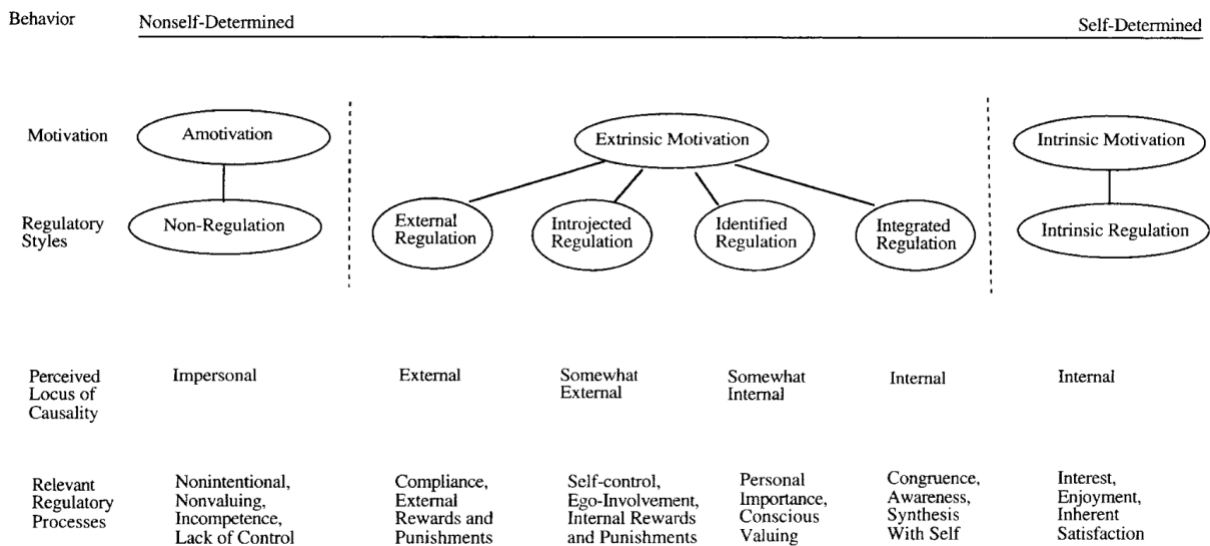 Behavior Nonself-Determined Self-Determined
Motivation Amotivation Extrinsic Motivation Intrinsic Motivation
Regulatory
Styles
Non-Regulation
External
Regulation
Introjected
Regulation
Identified
Regulation
Integrated
Regulation
Intrinsic Regulation
Perceived
Locus of
Causality
Impersonal
External
Somewhat
External
Somewhat
Internal
Internal
Internal
Relevant
Regulatory
Processes
Nonintentional,
Nonvaluing,
Incompetence,
Lack of Control
Compliance,
External
Rewards and
Punishments
Self-control,
Ego-Involvement,
Internal Rewards
and Punishments
Personal
Importance,
Conscious
Valuing
Congruence,
Awareness,
Synthesis
With Self
Interest,
Enjoyment,
Inherent
Satisfaction